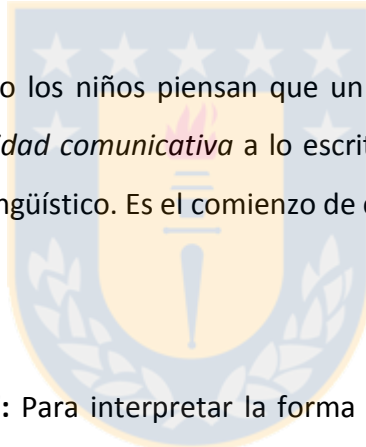 o los niños piensan que un
idad comunicativa a lo escrit
ngüístico. Es el comienzo de
: Para interpretar la forma